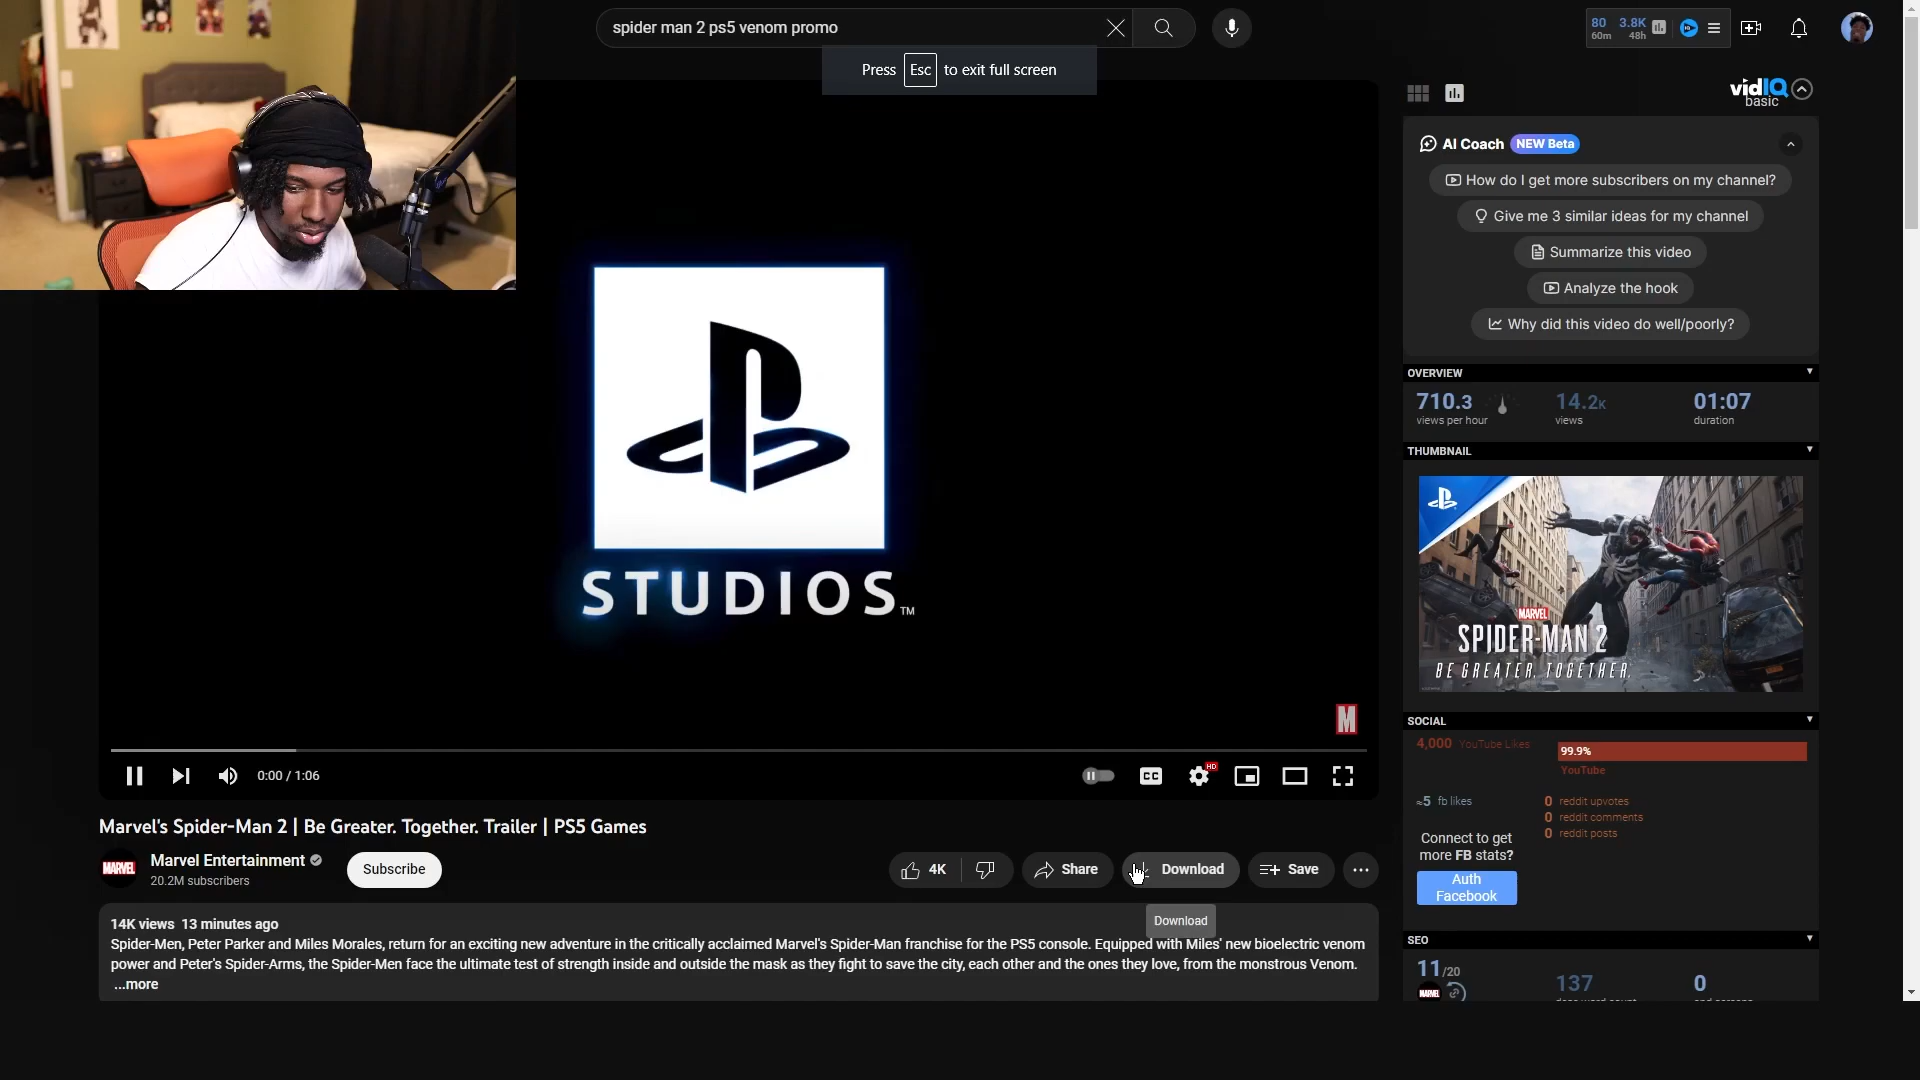 spider man 2 ps5 venom promo
80 3.8K
60m 48h
Press Esc to exit full screen
vidIQ
basic
AI Coach NEW Beta
How do I get more subscribers on my channel?
Give me 3 similar ideas for my channel
Summarize this video
Analyze the hook
Why did this video do well/poorly?
OVERVIEW
710.3 14.2K 01:07
views per hour views duration
THUMBNAIL
MARVEL
SPIDER-MAN 2
BE GREATER. TOGETHER.
STUDIOS™
M
SOCIAL
4,000 YouTube Likes 99.9%
YouTube
≈5 fb likes
0 reddit upvotes
0 reddit comments
0 reddit posts
Connect to get
more FB stats?
Auth
Facebook
SEO
11/20 137 0
MARVEL
0:00 / 1:06
CC HD
Marvel's Spider-Man 2 | Be Greater. Together. Trailer | PS5 Games
MARVEL
Marvel Entertainment
20.2M subscribers
Subscribe
4K Share Download Save
Download
14K views 13 minutes ago
Spider-Men, Peter Parker and Miles Morales, return for an exciting new adventure in the critically acclaimed Marvel's Spider-Man franchise for the PS5 console. Equipped with Miles' new bioelectric venom
power and Peter's Spider-Arms, the Spider-Men face the ultimate test of strength inside and outside the mask as they fight to save the city, each other and the ones they love, from the monstrous Venom.
...more